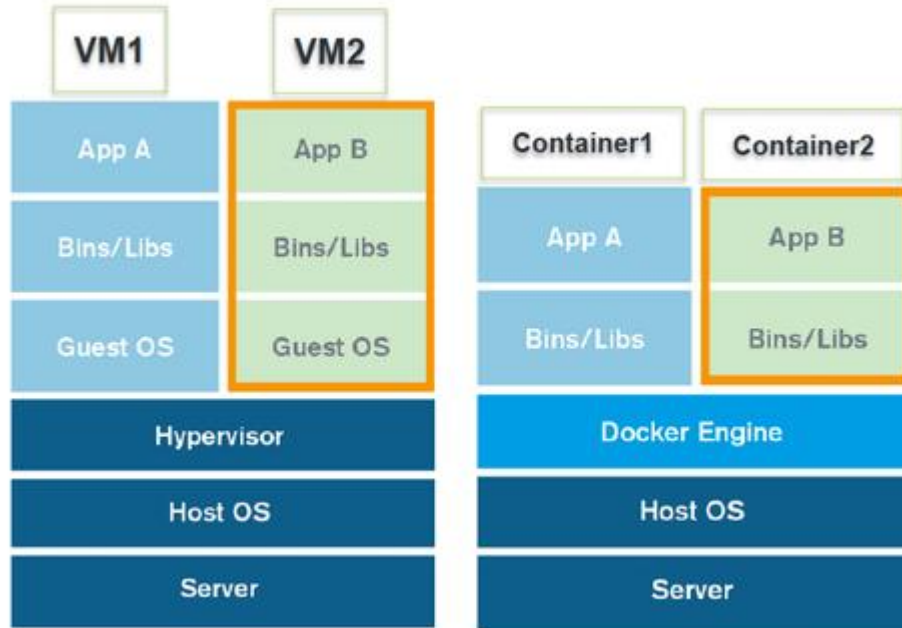 VM1
VM2
App A
App B
Bins/Libs
Bins/Libs
Guest OS
Guest OS
Hypervisor
Host OS
Server
Container1
Container2
App A
App B
Bins/Libs
Bins/Libs
Docker Engine
Host OS
Server